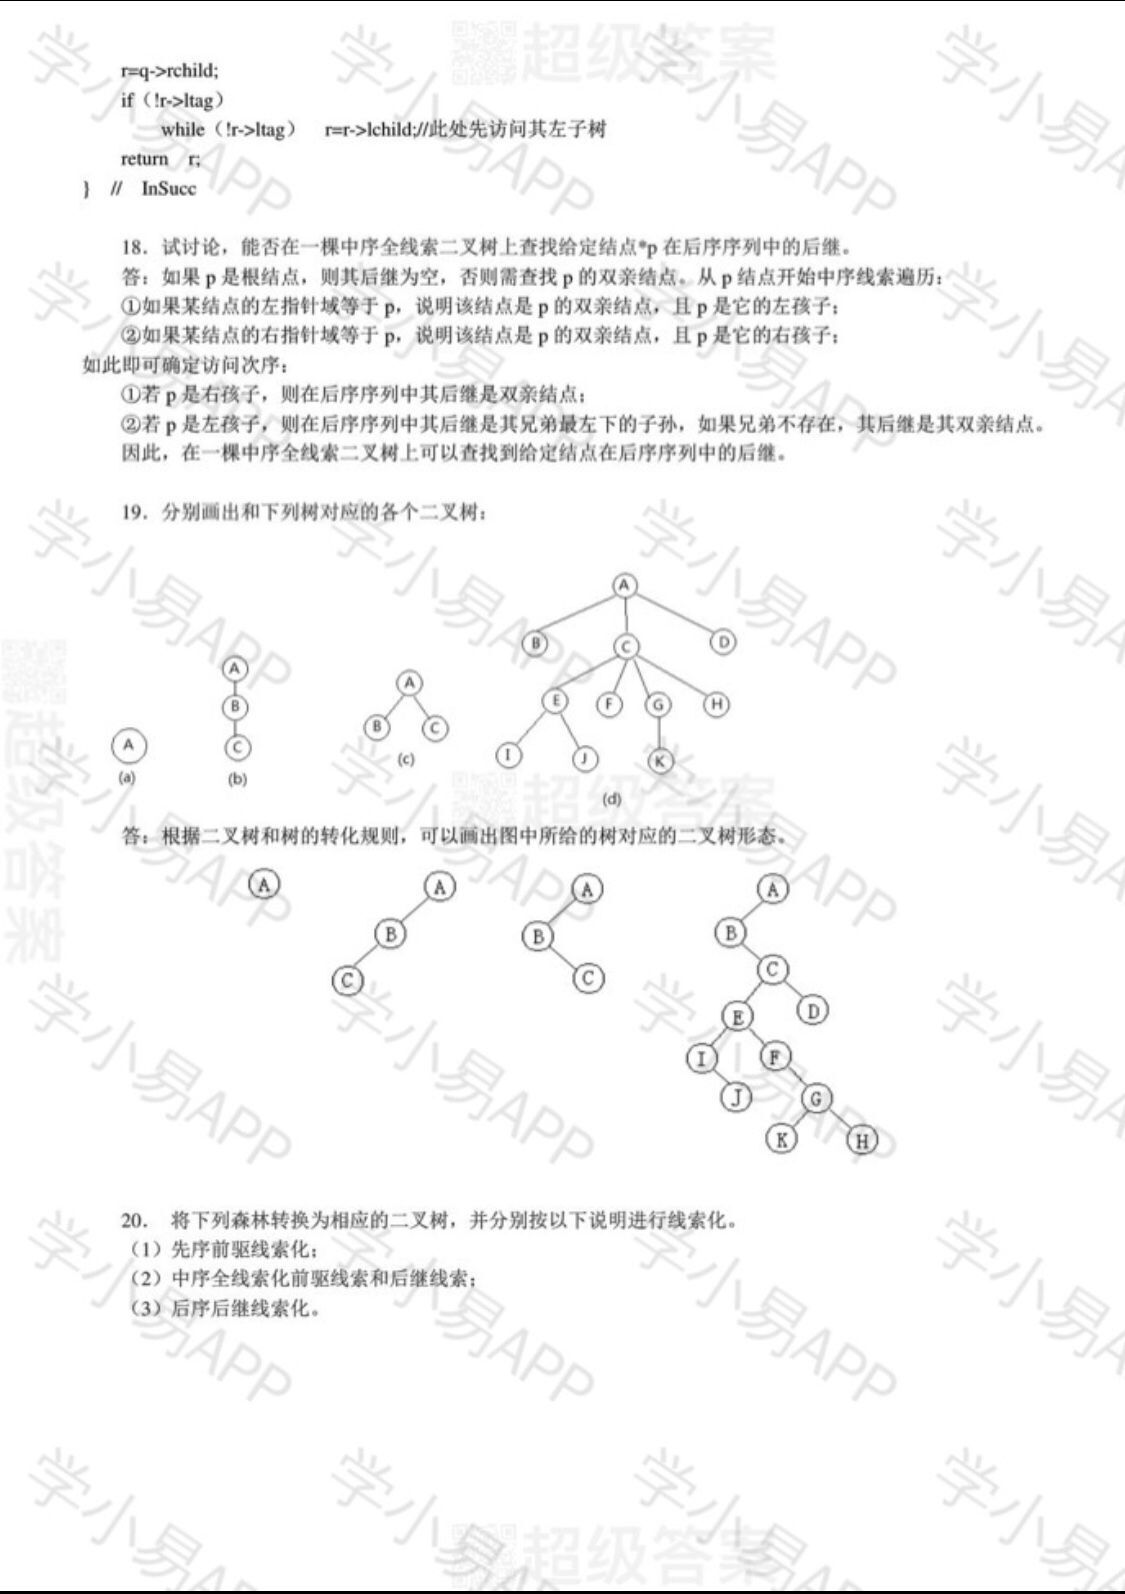 超级答案
r=q->rchild;
if（!r->ltag）
while（!r->ltag） r=r->lchild;//此处先访问其左子树
return r;
} // InSucc
18．试讨论，能否在一棵中序全线索二叉树上查找给定结点*p 在后序序列中的后继。
答：如果 p 是根结点，则其后继为空，否则需查找 p 的双亲结点。从 p 结点开始中序线索遍历：
①如果某结点的左指针域等于 p，说明该结点是 p 的双亲结点，且 p 是它的左孩子；
②如果某结点的右指针域等于 p，说明该结点是 p 的双亲结点，且 p 是它的右孩子；
如此即可确定访问次序：
①若 p 是右孩子，则在后序序列中其后继是双亲结点；
②若 p 是左孩子，则在后序序列中其后继是其兄弟最左下的子孙，如果兄弟不存在，其后继是其双亲结点。
因此，在一棵中序全线索二叉树上可以查找到给定结点在后序序列中的后继。
19．分别画出和下列树对应的各个二叉树：
A
(a)
A
B
C
(b)
A
B C
(c)
A
B C D
E F G H
I J K
(d)
答：根据二叉树和树的转化规则，可以画出图中所给的树对应的二叉树形态。
A
A
B
C
A
B
C
A
B
C
E D
I F
J G
K H
20． 将下列森林转换为相应的二叉树，并分别按以下说明进行线索化。
（1）先序前驱线索化；
（2）中序全线索化前驱线索和后继线索；
（3）后序后继线索化。
学小易APP
超级答案